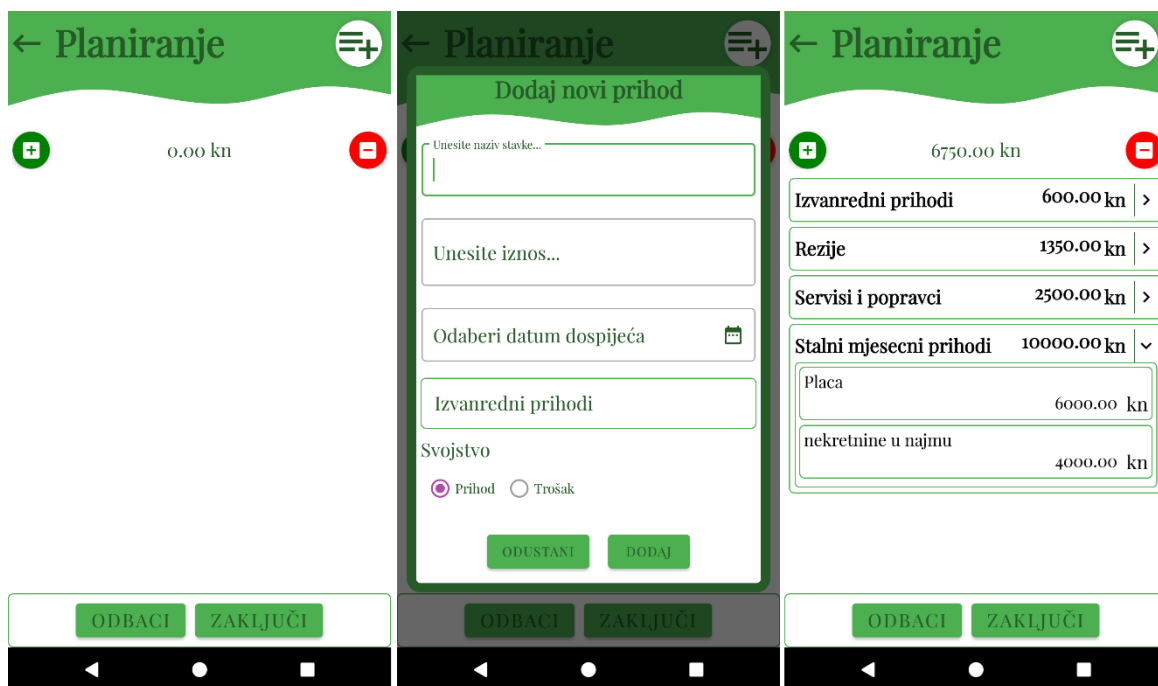 Planiranje
0.00 kn
ODBACI ZAKLJUČI
Planiranje
Dodaj novi prihod
Unesite naziv stavke...
Unesite iznos...
Odaberi datum dospijeća
Izvanredni prihodi
Svojstvo
Prihod Trošak
ODUSTANI DODAJ
ODBACI ZAKLJUČI
Planiranje
6750.00 kn
Izvanredni prihodi 600.00 kn
Rezije 1350.00 kn
Servisi i popravci 2500.00 kn
Stalni mjesecni prihodi 10000.00 kn
Placa
6000.00 kn
nekretnine u najmu
4000.00 kn
ODBACI ZAKLJUČI